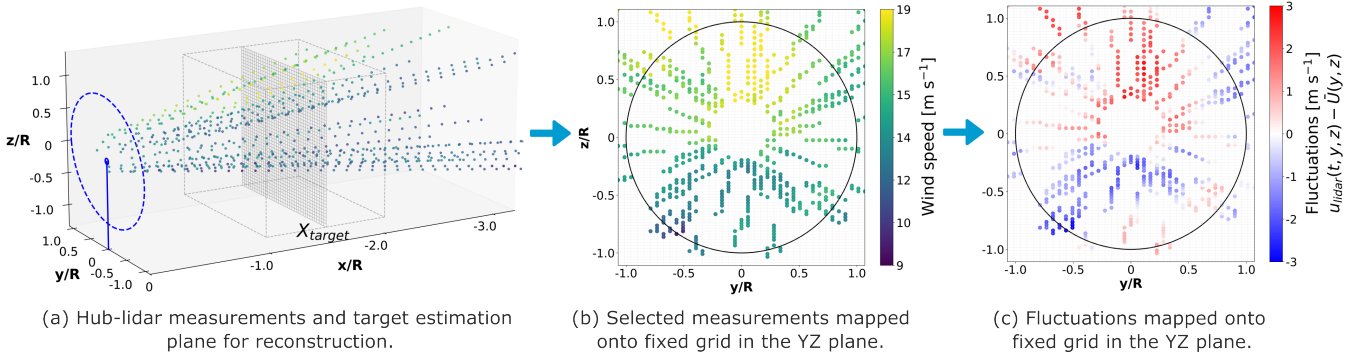 1.0
0.5
z/R
0
-0.5
-1.0
1.0
0.5
0
y/R
-0.5
-1.0
0
-1.0
x/R
-2.0
-3.0
X_target
1.0
0.5
z/R
0
-0.5
-1.0
-1.0 -0.5 0 0.5 1.0
y/R
19
17
15
14
12
10
9
Wind speed [m s⁻¹]
1.0
0.5
0
-0.5
-1.0
-1.0 -0.5 0 0.5 1.0
y/R
3
2
1
0
-1
-2
-3
Fluctuations [m s⁻¹]
u_lidar(t, y, z) − Ū(y, z)
(a) Hub-lidar measurements and target estimation
plane for reconstruction.
(b) Selected measurements mapped
onto fixed grid in the YZ plane.
(c) Fluctuations mapped onto
fixed grid in the YZ plane.